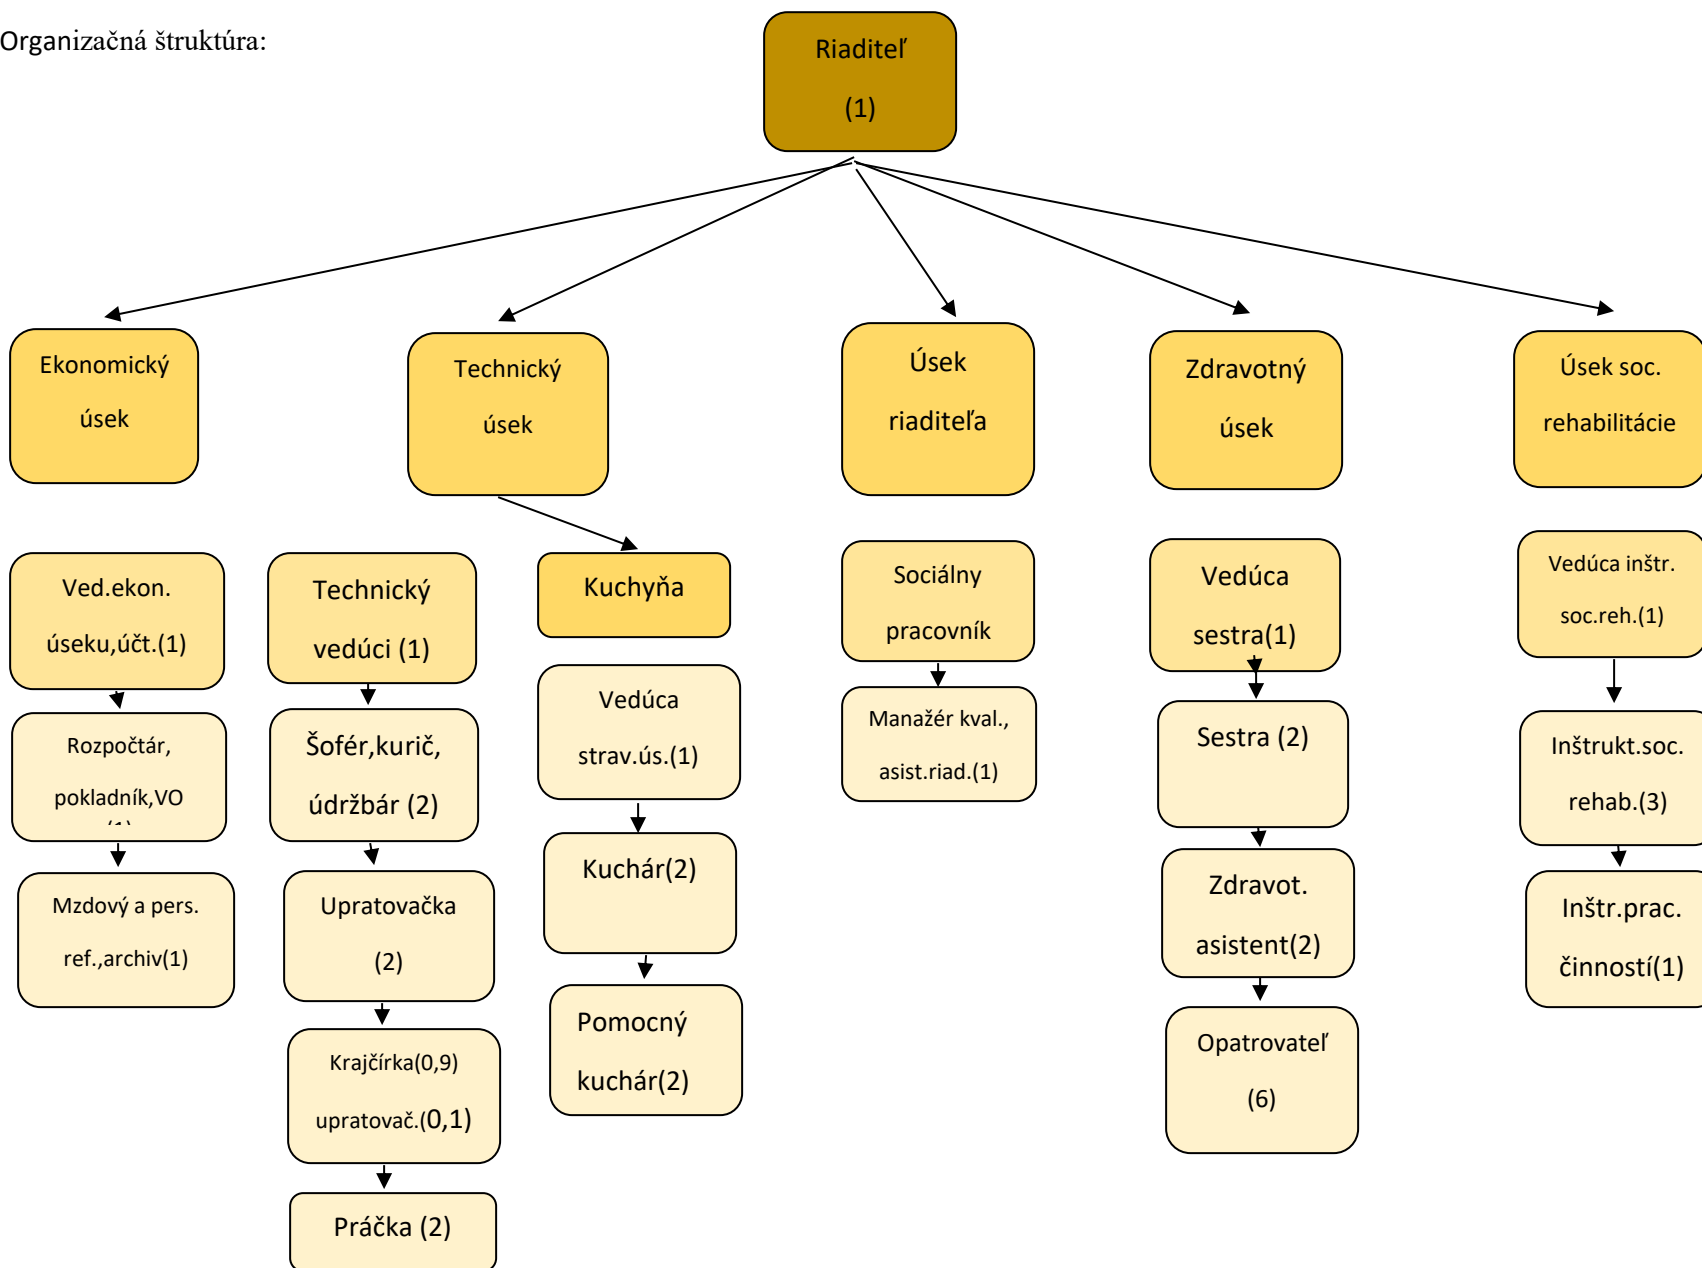 Organizačná štruktúra:
Riaditeľ
(1)
Ekonomický
úsek
Technický
úsek
Úsek
riaditeľa
Zdravotný
úsek
Úsek soc.
rehabilitácie
Ved.ekon.
úseku,účt.(1)
Rozpočtár,
pokladník,VO
Mzdový a pers.
ref.,archiv(1)
Technický
vedúci (1)
Šofér,kurič,
údržbár (2)
Upratovačka
(2)
Krajčírka(0,9)
upratovač.(0,1)
Práčka (2)
Kuchyňa
Vedúca
strav.ús.(1)
Kuchár(2)
Pomocný
kuchár(2)
Sociálny
pracovník
Manažér kval.,
asist.riad.(1)
Vedúca
sestra(1)
Sestra (2)
Zdravot.
asistent(2)
Opatrovateľ
(6)
Vedúca inštr.
soc.reh.(1)
Inštrukt.soc.
rehab.(3)
Inštr.prac.
činností(1)